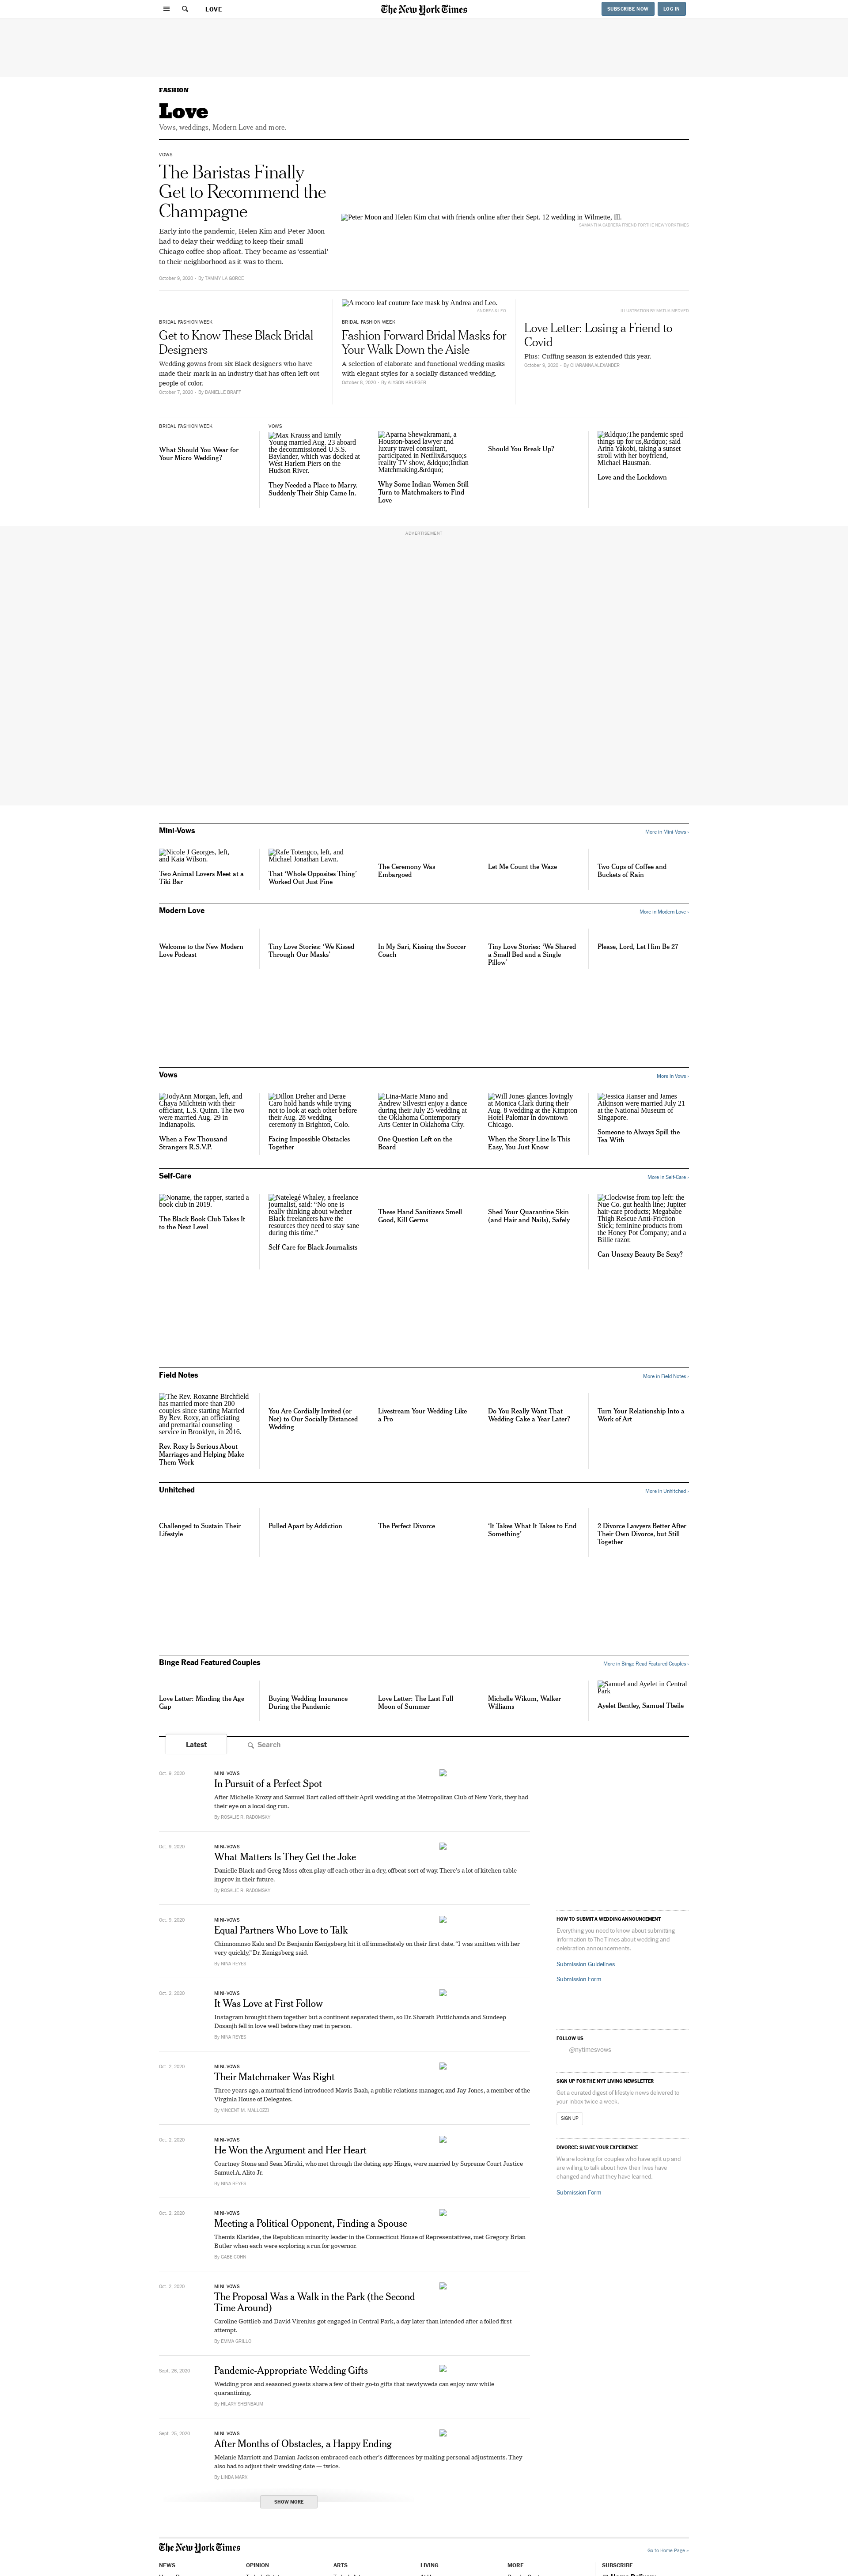 LOVE
The New York Times
SUBSCRIBE NOW
LOG IN
FASHION
Love
Vows, weddings, Modern Love and more.
VOWS
The Baristas Finally
Get to Recommend the
Champagne
Early into the pandemic, Helen Kim and Peter Moon
had to delay their wedding to keep their small
Chicago coffee shop afloat. They became as ‘essential’
to their neighborhood as it was to them.
October 9, 2020 - By TAMMY LA GORCE
Peter Moon and Helen Kim chat with friends online after their Sept. 12 wedding in Wilmette, Ill.
BRIDAL FASHION WEEK
Get to Know These Black Bridal
Designers
Wedding gowns from six Black designers who have
made their mark in an industry that has often left out
people of color.
October 7, 2020 - By DANIELLE BRAFF
A rococo leaf couture face mask by Andrea and Leo.
ANDREA & LEO
BRIDAL FASHION WEEK
Fashion Forward Bridal Masks for
Your Walk Down the Aisle
A selection of elaborate and functional wedding masks
with elegant styles for a socially distanced wedding.
October 8, 2020 - By ALYSON KRUEGER
ILLUSTRATION BY KATYA MEDVED
Love Letter: Losing a Friend to
Covid
Plus: Cuffing season is extended this year.
October 9, 2020 - By CHARANNA ALEXANDER
BRIDAL FASHION WEEK
What Should You Wear for
Your Micro Wedding?
VOWS
Max Krauss and Emily
Young married Aug. 23 aboard
the decommissioned U.S.S.
Baylander, which was docked at
West Harlem Piers on the
Hudson River.
They Needed a Place to Marry.
Suddenly Their Ship Came In.
Aparna Shewakramani, a
Houston-based lawyer and
luxury travel consultant,
participated in Netflix&rsquo;s
reality TV show, &ldquo;Indian
Matchmaking.&rdquo;
Why Some Indian Women Still
Turn to Matchmakers to Find
Love
Should You Break Up?
&ldquo;The pandemic sped
things up for us,&rdquo; said
Arina Yakobi, taking a sunset
stroll with her boyfriend,
Michael Hausman.
Love and the Lockdown
ADVERTISEMENT
Mini-Vows
More in Mini-Vows ›
Nicole J Georges, left,
and Kaia Wilson.
Two Animal Lovers Meet at a
Tiki Bar
Rafe Totengco, left, and
Michael Jonathan Lawn.
That ‘Whole Opposites Thing’
Worked Out Just Fine
The Ceremony Was
Embargoed
Let Me Count the Waze
Two Cups of Coffee and
Buckets of Rain
Modern Love
More in Modern Love ›
Welcome to the New Modern
Love Podcast
Tiny Love Stories: ‘We Kissed
Through Our Masks’
In My Sari, Kissing the Soccer
Coach
Tiny Love Stories: ‘We Shared
a Small Bed and a Single
Pillow’
Please, Lord, Let Him Be 27
Vows
More in Vows ›
JodyAnn Morgan, left, and
Chaya Milchtein with their
officiant, L.S. Quinn. The two
were married Aug. 29 in
Indianapolis.
When a Few Thousand
Strangers R.S.V.P.
Dillon Dreher and Derae
Caro hold hands while trying
not to look at each other before
their Aug. 28 wedding
ceremony in Brighton, Colo.
Facing Impossible Obstacles
Together
Lina-Marie Mano and
Andrew Silvestri enjoy a dance
during their July 25 wedding at
the Oklahoma Contemporary
Arts Center in Oklahoma City.
One Question Left on the
Board
Will Jones glances lovingly
at Monica Clark during their
Aug. 8 wedding at the Kimpton
Hotel Palomar in downtown
Chicago.
When the Story Line Is This
Easy, You Just Know
Jessica Hanser and James
Atkinson were married July 21
at the National Museum of
Singapore.
Someone to Always Spill the
Tea With
Self-Care
More in Self-Care ›
Noname, the rapper, started a
book club in 2019.
The Black Book Club Takes It
to the Next Level
Natelegé Whaley, a freelance
journalist, said: “No one is
really thinking about whether
Black freelancers have the
resources they need to stay sane
during this time.”
Self-Care for Black Journalists
These Hand Sanitizers Smell
Good, Kill Germs
Shed Your Quarantine Skin
(and Hair and Nails), Safely
Clockwise from top left: the
Nue Co. gut health line; Jupiter
hair-care products; Megababe
Thigh Rescue Anti-Friction
Stick; feminine products from
the Honey Pot Company; and a
Billie razor.
Can Unsexy Beauty Be Sexy?
Field Notes
More in Field Notes ›
The Rev. Roxanne Birchfield
has married more than 200
couples since starting Married
By Rev. Roxy, an officiating
and premarital counseling
service in Brooklyn, in 2016.
Rev. Roxy Is Serious About
Marriages and Helping Make
Them Work
You Are Cordially Invited (or
Not) to Our Socially Distanced
Wedding
Livestream Your Wedding Like
a Pro
Do You Really Want That
Wedding Cake a Year Later?
Turn Your Relationship Into a
Work of Art
Unhitched
More in Unhitched ›
Challenged to Sustain Their
Lifestyle
Pulled Apart by Addiction
The Perfect Divorce
‘It Takes What It Takes to End
Something’
2 Divorce Lawyers Better After
Their Own Divorce, but Still
Together
Binge Read Featured Couples
More in Binge Read Featured Couples ›
Love Letter: Minding the Age
Gap
Buying Wedding Insurance
During the Pandemic
Love Letter: The Last Full
Moon of Summer
Michelle Wikum, Walker
Williams
Samuel and Ayelet in Central
Park
Ayelet Bentley, Samuel Tbeile
Latest
Search
Oct. 9, 2020
MINI-VOWS
In Pursuit of a Perfect Spot
After Michelle Krozy and Samuel Bart called off their April wedding at the Metropolitan Club of New York, they had
their eye on a local dog run.
By ROSALIE R. RADOMSKY
Oct. 9, 2020
MINI-VOWS
What Matters Is They Get the Joke
Danielle Black and Greg Moss often play off each other in a dry, offbeat sort of way. There’s a lot of kitchen-table
improv in their future.
By ROSALIE R. RADOMSKY
Oct. 9, 2020
MINI-VOWS
Equal Partners Who Love to Talk
Chinnomnso Kalu and Dr. Benjamin Kenigsberg hit it off immediately on their first date. “I was smitten with her
very quickly,” Dr. Kenigsberg said.
By NINA REYES
Oct. 2, 2020
MINI-VOWS
It Was Love at First Follow
Instagram brought them together but a continent separated them, so Dr. Sharath Puttichanda and Sundeep
Dosanjh fell in love well before they met in person.
By NINA REYES
Oct. 2, 2020
MINI-VOWS
Their Matchmaker Was Right
Three years ago, a mutual friend introduced Mavis Baah, a public relations manager, and Jay Jones, a member of the
Virginia House of Delegates.
By VINCENT M. MALLOZZI
Oct. 2, 2020
MINI-VOWS
He Won the Argument and Her Heart
Courtney Stone and Sean Mirski, who met through the dating app Hinge, were married by Supreme Court Justice
Samuel A. Alito Jr.
By NINA REYES
Oct. 2, 2020
MINI-VOWS
Meeting a Political Opponent, Finding a Spouse
Themis Klarides, the Republican minority leader in the Connecticut House of Representatives, met Gregory Brian
Butler when each were exploring a run for governor.
By GABE COHN
Oct. 2, 2020
MINI-VOWS
The Proposal Was a Walk in the Park (the Second
Time Around)
Caroline Gottlieb and David Virenius got engaged in Central Park, a day later than intended after a foiled first
attempt.
By EMMA GRILLO
Sept. 26, 2020
Pandemic-Appropriate Wedding Gifts
Wedding pros and seasoned guests share a few of their go-to gifts that newlyweds can enjoy now while
quarantining.
By HILARY SHEINBAUM
Sept. 25, 2020
MINI-VOWS
After Months of Obstacles, a Happy Ending
Melanie Marriott and Damian Jackson embraced each other’s differences by making personal adjustments. They
also had to adjust their wedding date — twice.
By LINDA MARX
SHOW MORE
HOW TO SUBMIT A WEDDING ANNOUNCEMENT
Everything you need to know about submitting
information to The Times about wedding and
celebration announcements.
Submission Guidelines
Submission Form
FOLLOW US
@nytimesvows
SIGN UP FOR THE NYT LIVING NEWSLETTER
Get a curated digest of lifestyle news delivered to
your inbox twice a week.
SIGN UP
DIVORCE: SHARE YOUR EXPERIENCE
We are looking for couples who have split up and
are willing to talk about how their lives have
changed and what they have learned.
Submission Form
The New York Times
Go to Home Page »
NEWS
OPINION
ARTS
LIVING
MORE
SUBSCRIBE